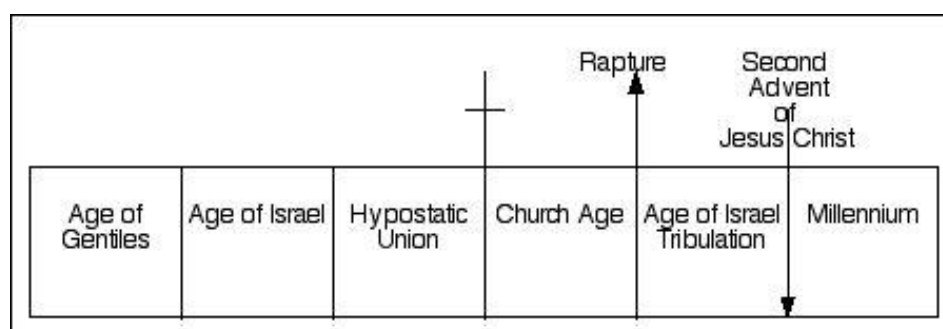 Rapture
Second
Advent
of
Jesus Christ
Age of
Gentiles
Age of Israel
Hypostatic
Union
Church Age
Age of Israel
Tribulation
Millennium